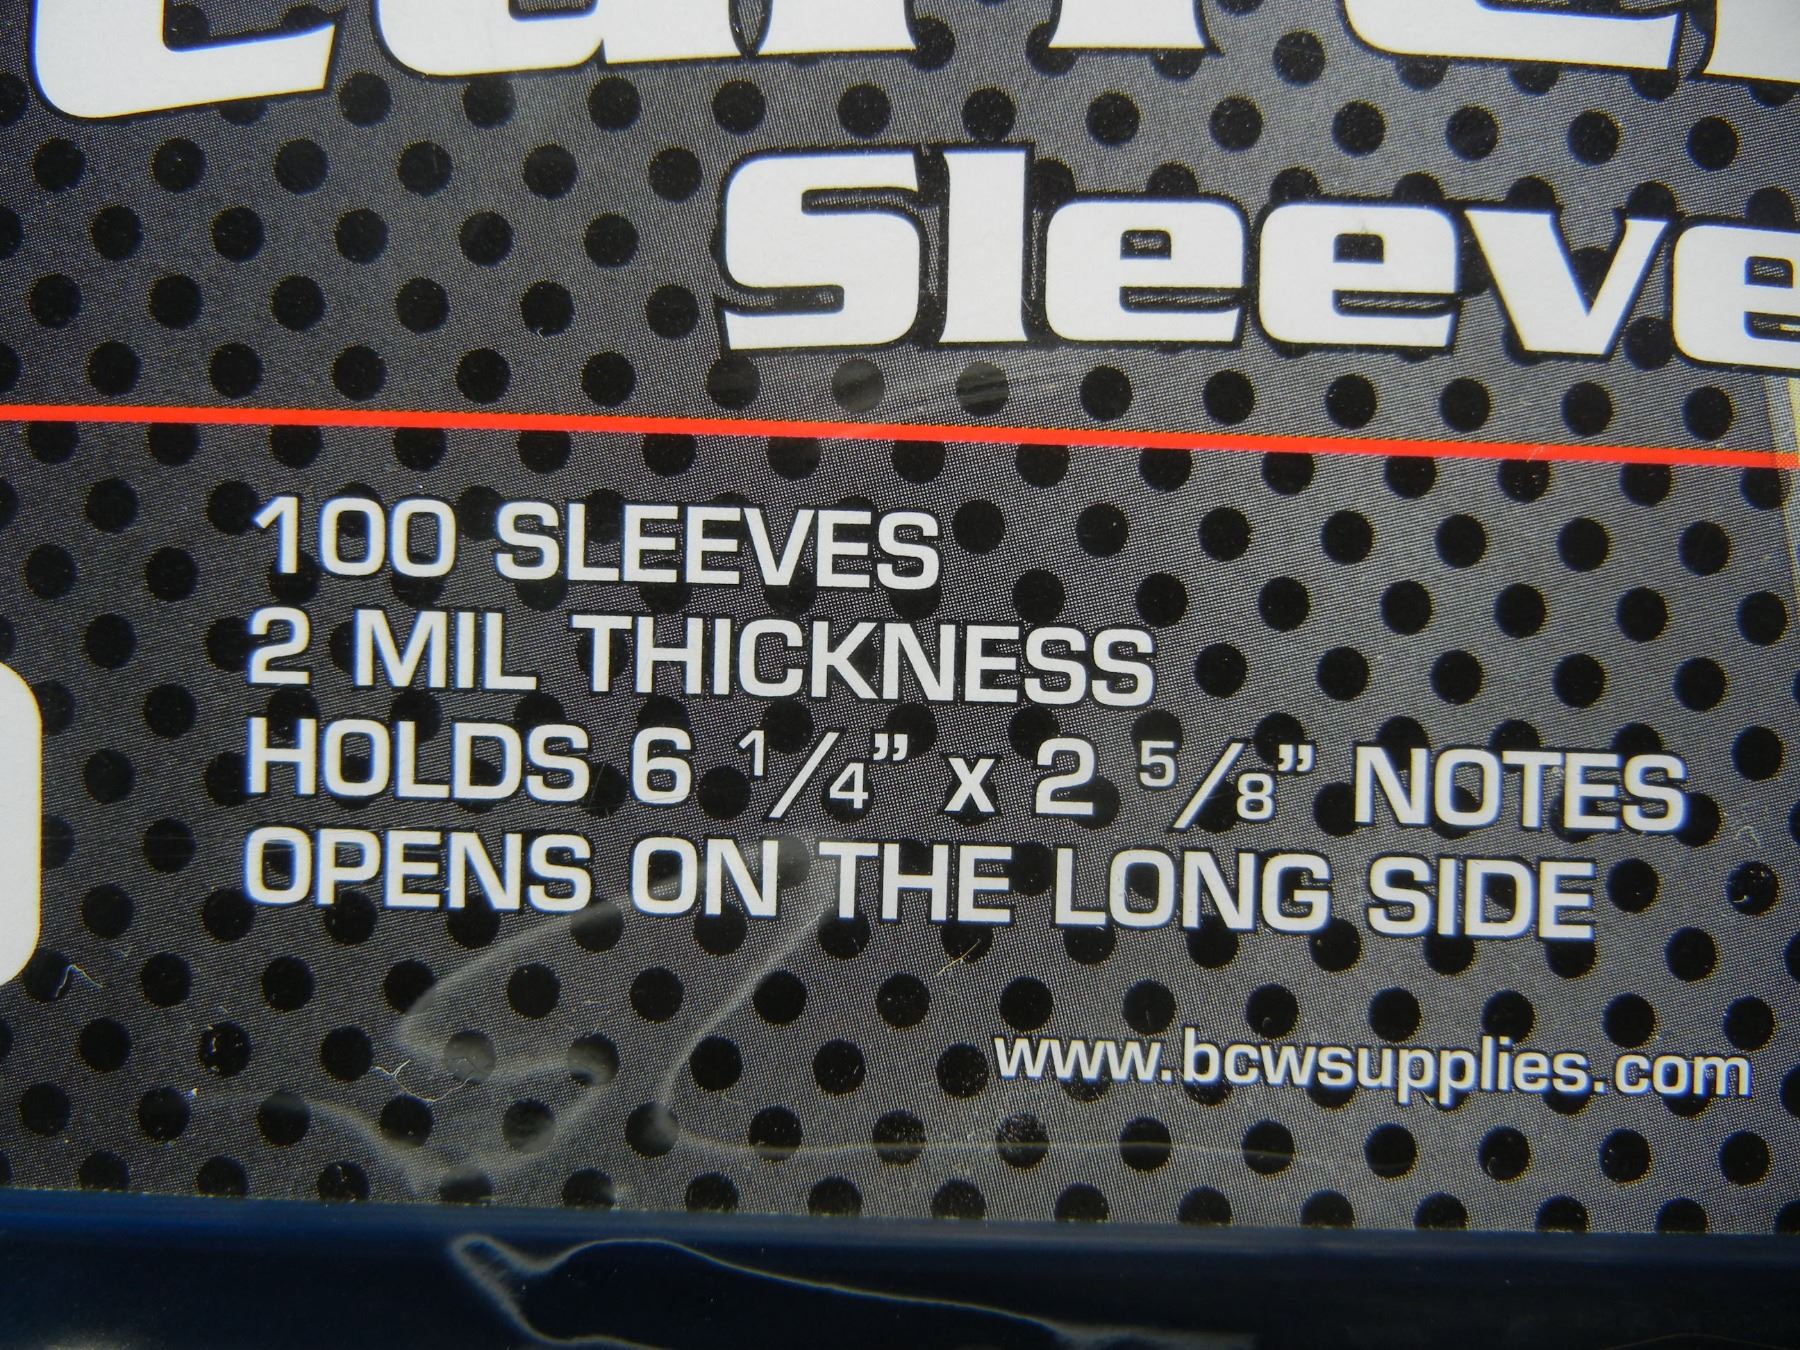 100 SLEEVES
2 MIL THICKNESS
HOLDS 6 1/4” x 2 5/8” NOTES
OPENS ON THE LONG SIDE
www.bcwsupplies.com